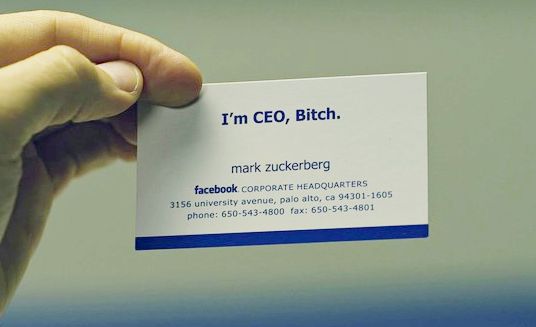 I'm CEO, Bitch.
mark zuckerberg
facebook. CORPORATE HEADQUARTERS
3156 university avenue, palo alto, ca 94301-1605
phone: 650-543-4800 fax: 650-543-4801